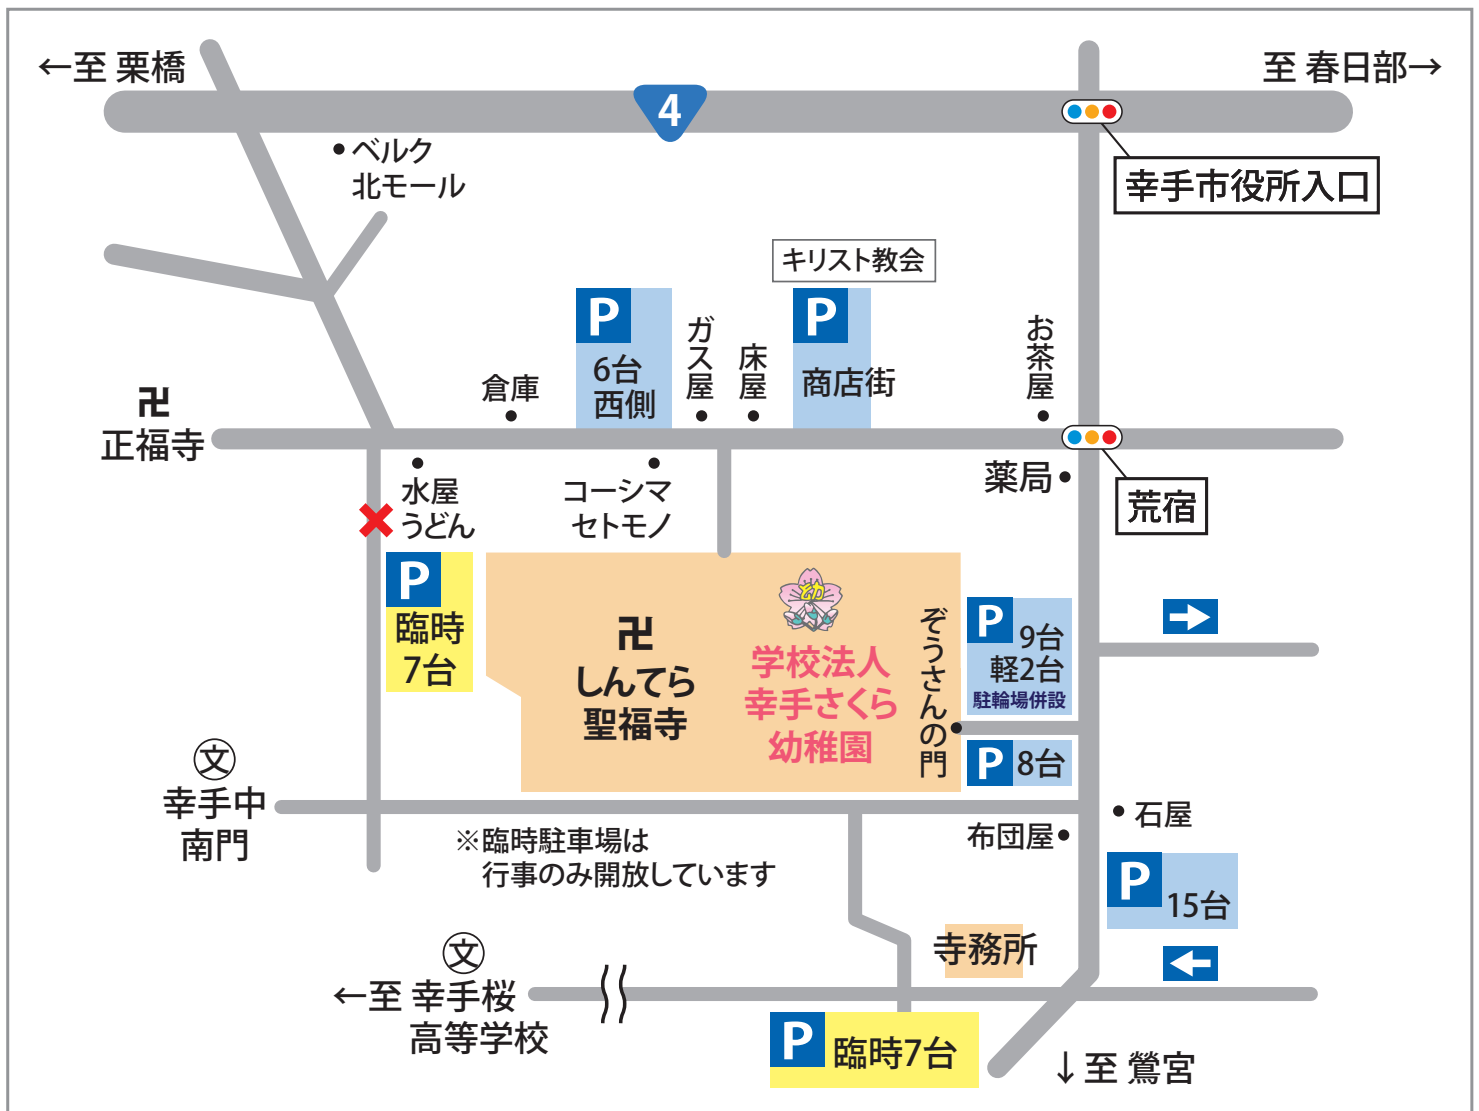 ←至 栗橋
至 春日部→
4
幸手市役所入口
ベルク
北モール
キリスト教会
P
6台
西側
ガス屋
床屋
P
商店街
お茶屋
倉庫
卍
正福寺
水屋
うどん
コーシマ
セトモノ
薬局
荒宿
P
臨時
7台
卍
しんてら
聖福寺
幼
学校法人
幸手さくら
幼稚園
ぞうさんの門
P
9台
軽2台
駐輪場併設
P
8台
文
幸手中
南門
※臨時駐車場は
行事のみ開放しています
布団屋
石屋
P
15台
寺務所
文
←至 幸手桜
高等学校
P
臨時7台
↓至 鷲宮